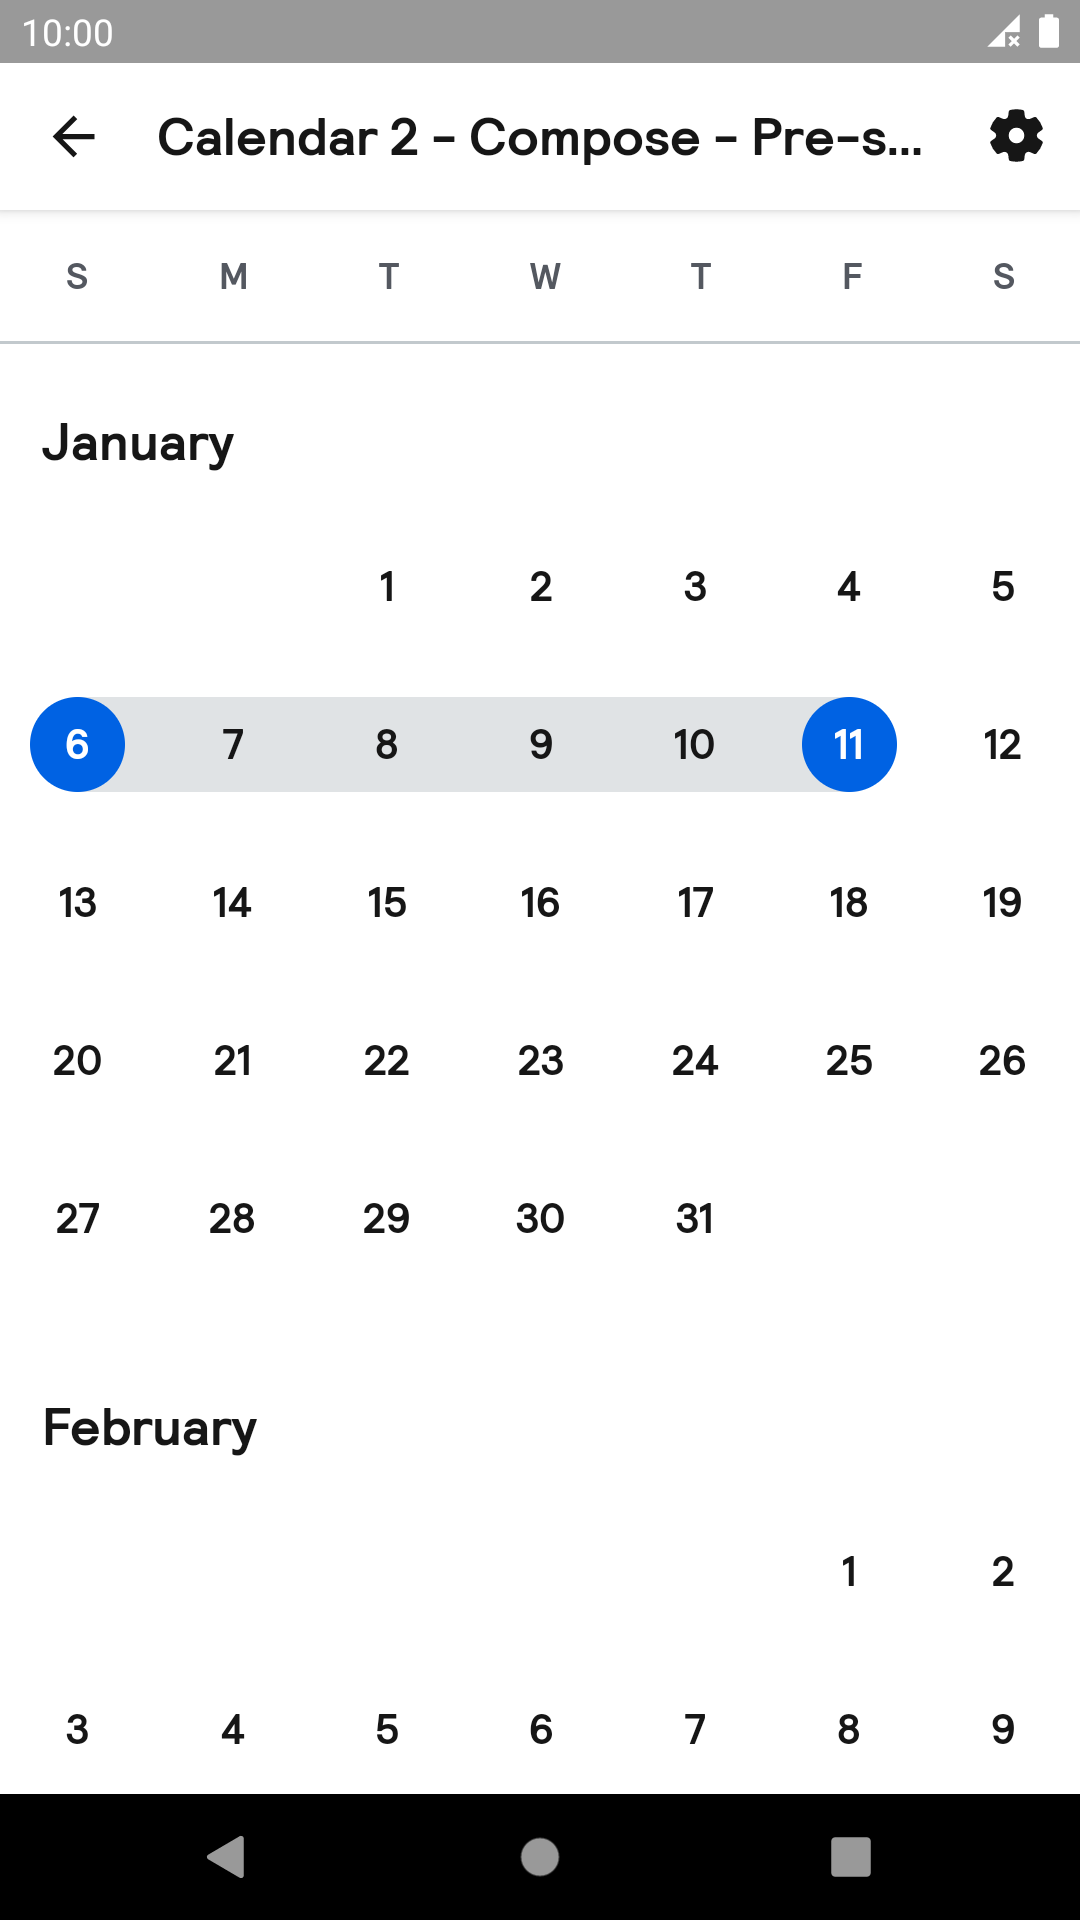 10:00
Calendar 2 - Compose - Pre-s...
S M T W T F S
January
1 2 3 4 5
6 7 8 9 10 11 12
13 14 15 16 17 18 19
20 21 22 23 24 25 26
27 28 29 30 31
February
1 2
3 4 5 6 7 8 9